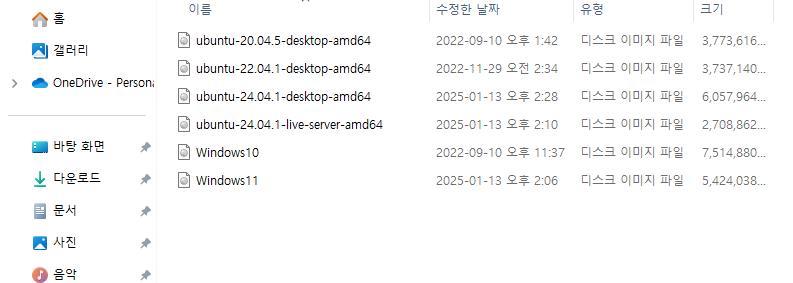 이름 수정한 날짜 유형 크기
홈
갤러리
OneDrive - Persona
바탕 화면
다운로드
문서
사진
음악
ubuntu-20.04.5-desktop-amd64 2022-09-10 오후 1:42 디스크 이미지 파일 3,773,616...
ubuntu-22.04.1-desktop-amd64 2022-11-29 오전 2:34 디스크 이미지 파일 3,737,140...
ubuntu-24.04.1-desktop-amd64 2025-01-13 오후 2:28 디스크 이미지 파일 6,057,964...
ubuntu-24.04.1-live-server-amd64 2025-01-13 오후 2:10 디스크 이미지 파일 2,708,862...
Windows10 2022-09-10 오후 11:37 디스크 이미지 파일 7,514,880...
Windows11 2025-01-13 오후 2:06 디스크 이미지 파일 5,424,038...